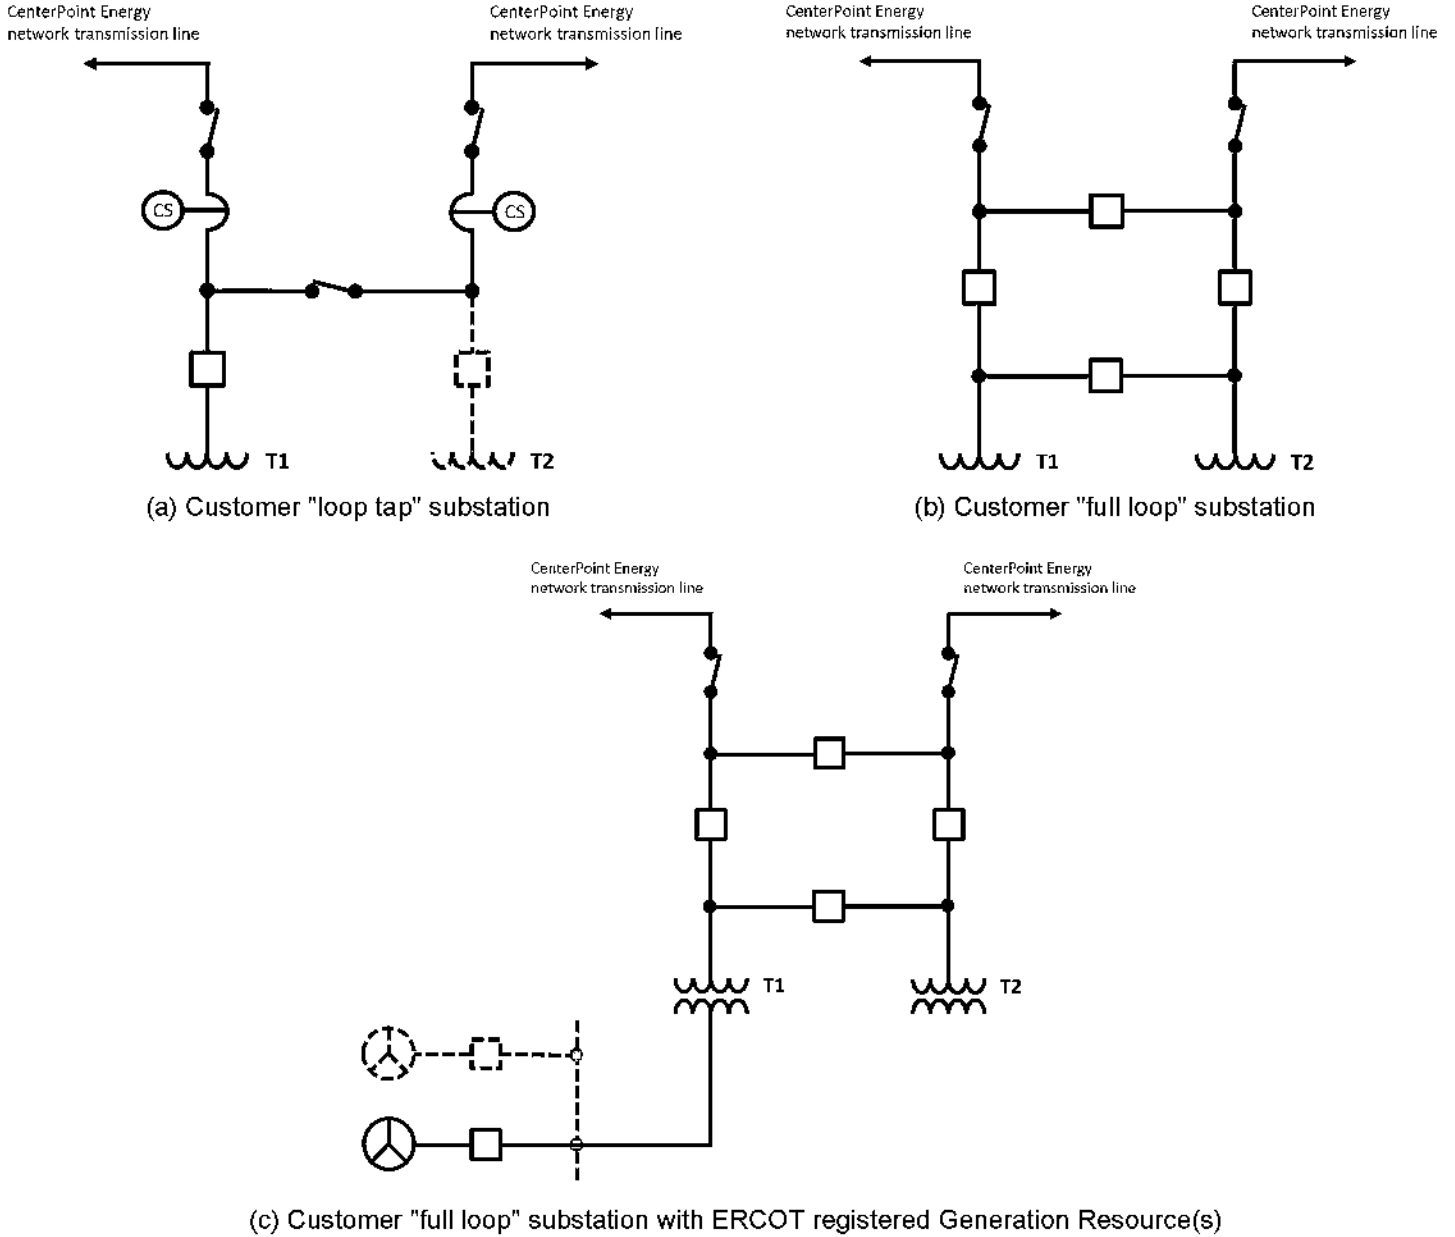 CenterPoint Energy
network transmission line
CenterPoint Energy
network transmission line
CenterPoint Energy
network transmission line
CenterPoint Energy
network transmission line
CS
CS
T1
T2
T1
T2
(a) Customer "loop tap" substation
(b) Customer "full loop" substation
CenterPoint Energy
network transmission line
CenterPoint Energy
network transmission line
T1
T2
(c) Customer "full loop" substation with ERCOT registered Generation Resource(s)